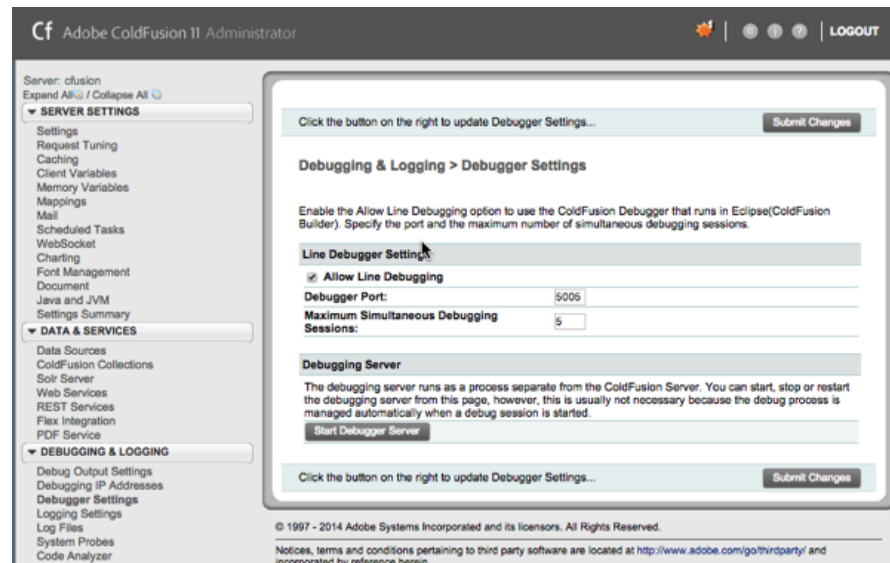 Cf Adobe ColdFusion 11 Administrator
LOGOUT
Server: cfusion
Expand All / Collapse All
SERVER SETTINGS
Settings
Request Tuning
Caching
Client Variables
Memory Variables
Mappings
Mail
Scheduled Tasks
WebSocket
Charting
Font Management
Document
Java and JVM
Settings Summary
DATA & SERVICES
Data Sources
ColdFusion Collections
Solr Server
Web Services
REST Services
Flex Integration
PDF Service
DEBUGGING & LOGGING
Debug Output Settings
Debugging IP Addresses
Debugger Settings
Logging Settings
Log Files
System Probes
Code Analyzer
Click the button on the right to update Debugger Settings...
Submit Changes
Debugging & Logging > Debugger Settings
Enable the Allow Line Debugging option to use the ColdFusion Debugger that runs in Eclipse(ColdFusion
Builder). Specify the port and the maximum number of simultaneous debugging sessions.
Line Debugger Settings
Allow Line Debugging
Debugger Port: 5005
Maximum Simultaneous Debugging
Sessions: 5
Debugging Server
The debugging server runs as a process separate from the ColdFusion Server. You can start, stop or restart
the debugging server from this page, however, this is usually not necessary because the debug process is
managed automatically when a debug session is started.
Start Debugger Server
Click the button on the right to update Debugger Settings...
Submit Changes
© 1997 - 2014 Adobe Systems Incorporated and its licensors. All Rights Reserved.
Notices, terms and conditions pertaining to third party software are located at http://www.adobe.com/go/thirdparty/ and
incorporated by reference herein.